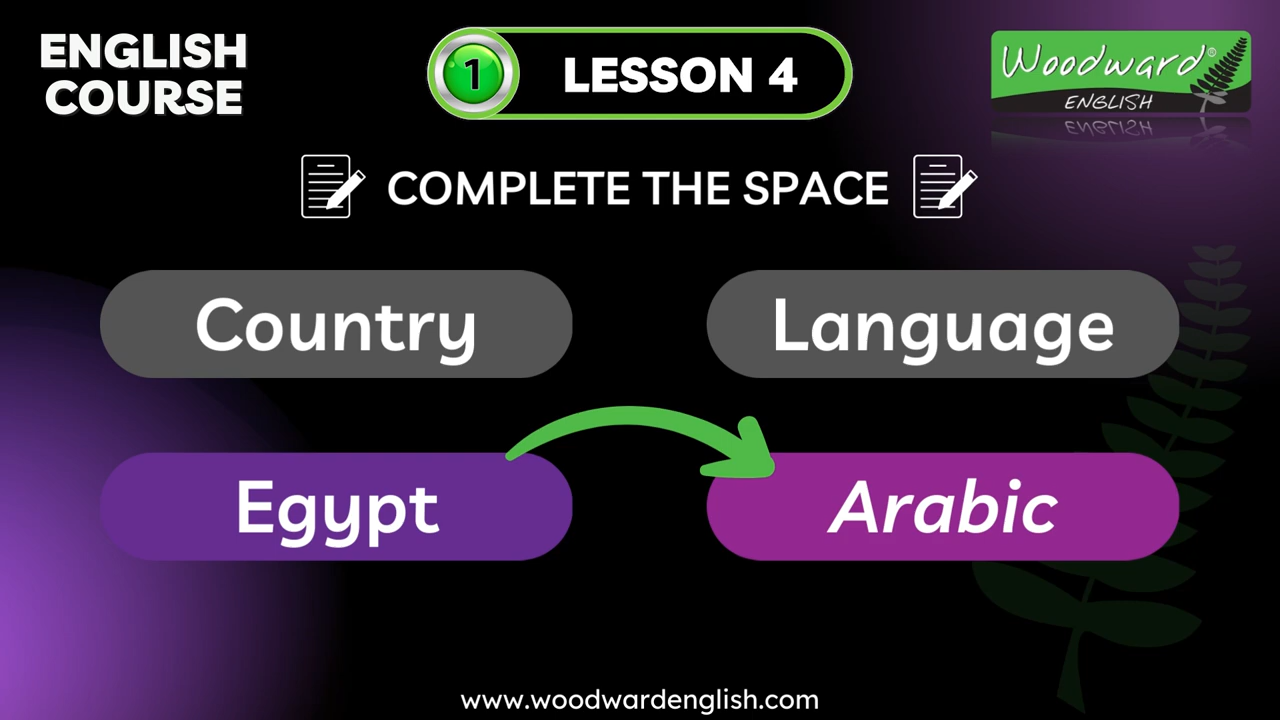 ENGLISH
COURSE
1
LESSON 4
Woodward®
ENGLISH
COMPLETE THE SPACE
Country
Language
Egypt
Arabic
www.woodwardenglish.com